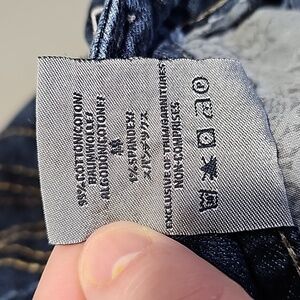 99% COTTON/COTON/
BAUMWOLLE/
ALGODON/COTONE/
綿
1% SPANDEX/
スパンデックス
EXCLUSIVE OF TRIM/GARNITURES
NON-COMPRISES